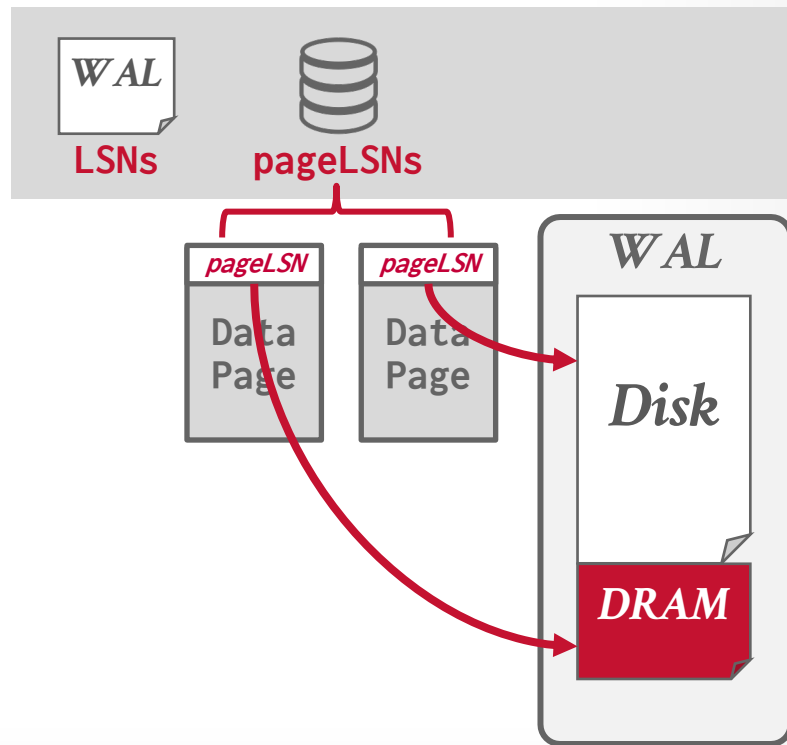 WAL
LSNs
pageLSNs
pageLSN
pageLSN
Data
Page
Data
Page
WAL
Disk
DRAM